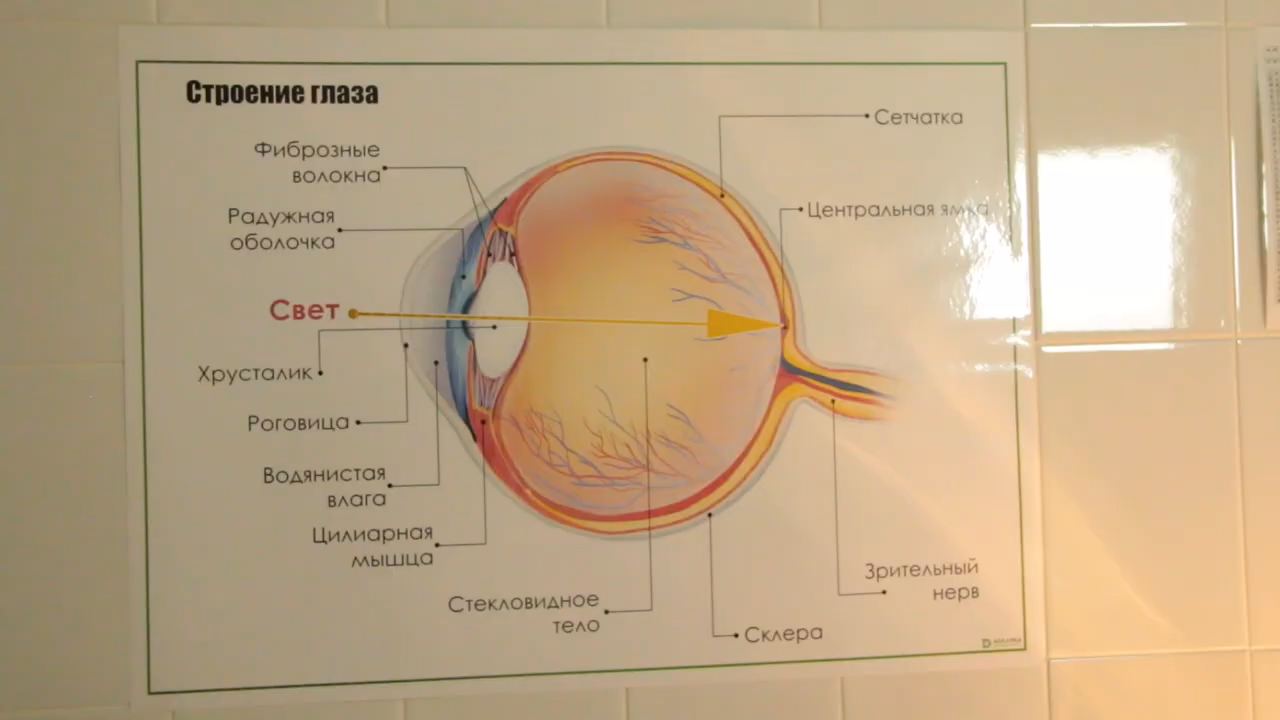 Строение глаза
Фиброзные
волокна
Радужная
оболочка
Свет
Хрусталик
Роговица
Водянистая
влага
Цилиарная
мышца
Стекловидное
тело
Сетчатка
Центральная ямка
Зрительный
нерв
Склера